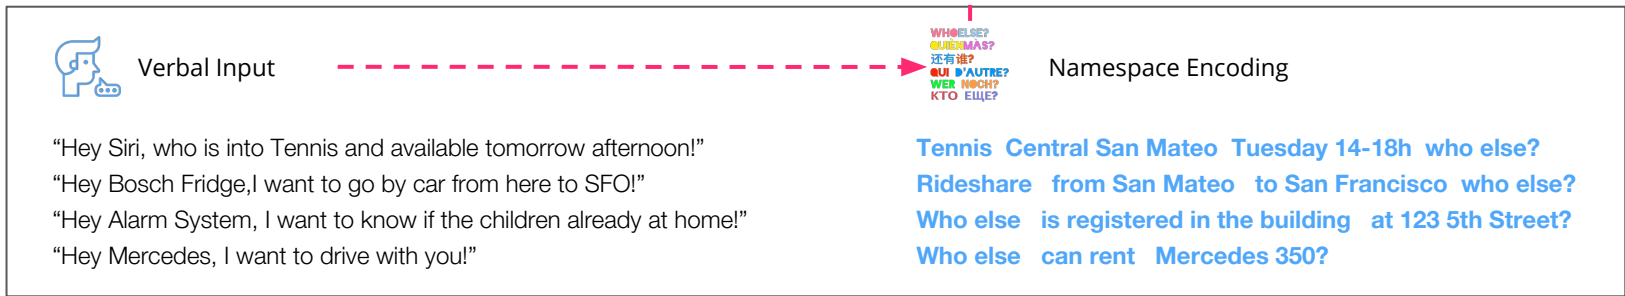 WHOELSE?
QUIÉNMÀS?
还有谁?
QUI D'AUTRE?
WER NOCH?
КТО ЕЩЕ?
Verbal Input
Namespace Encoding
“Hey Siri, who is into Tennis and available tomorrow afternoon!”
Tennis Central San Mateo Tuesday 14-18h who else?
“Hey Bosch Fridge,I want to go by car from here to SFO!”
Rideshare from San Mateo to San Francisco who else?
“Hey Alarm System, I want to know if the children already at home!”
Who else is registered in the building at 123 5th Street?
“Hey Mercedes, I want to drive with you!”
Who else can rent Mercedes 350?